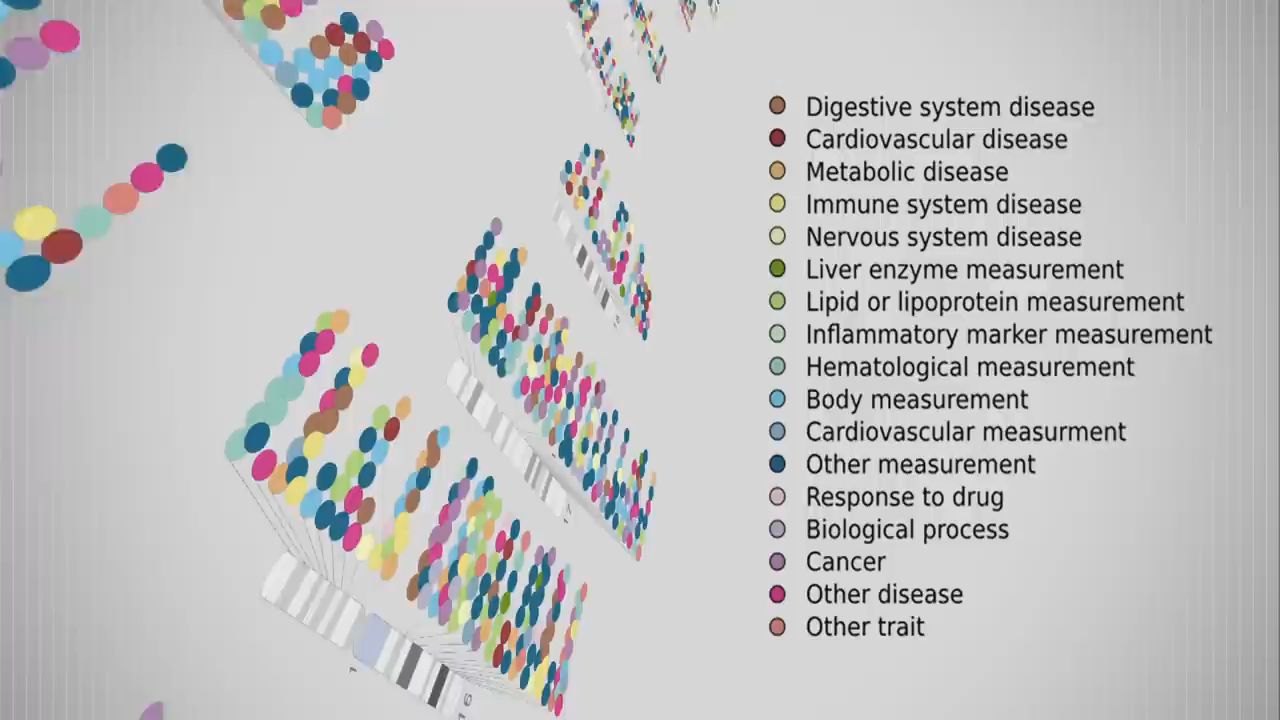 Digestive system disease
Cardiovascular disease
Metabolic disease
Immune system disease
Nervous system disease
Liver enzyme measurement
Lipid or lipoprotein measurement
Inflammatory marker measurement
Hematological measurement
Body measurement
Cardiovascular measurment
Other measurement
Response to drug
Biological process
Cancer
Other disease
Other trait
16